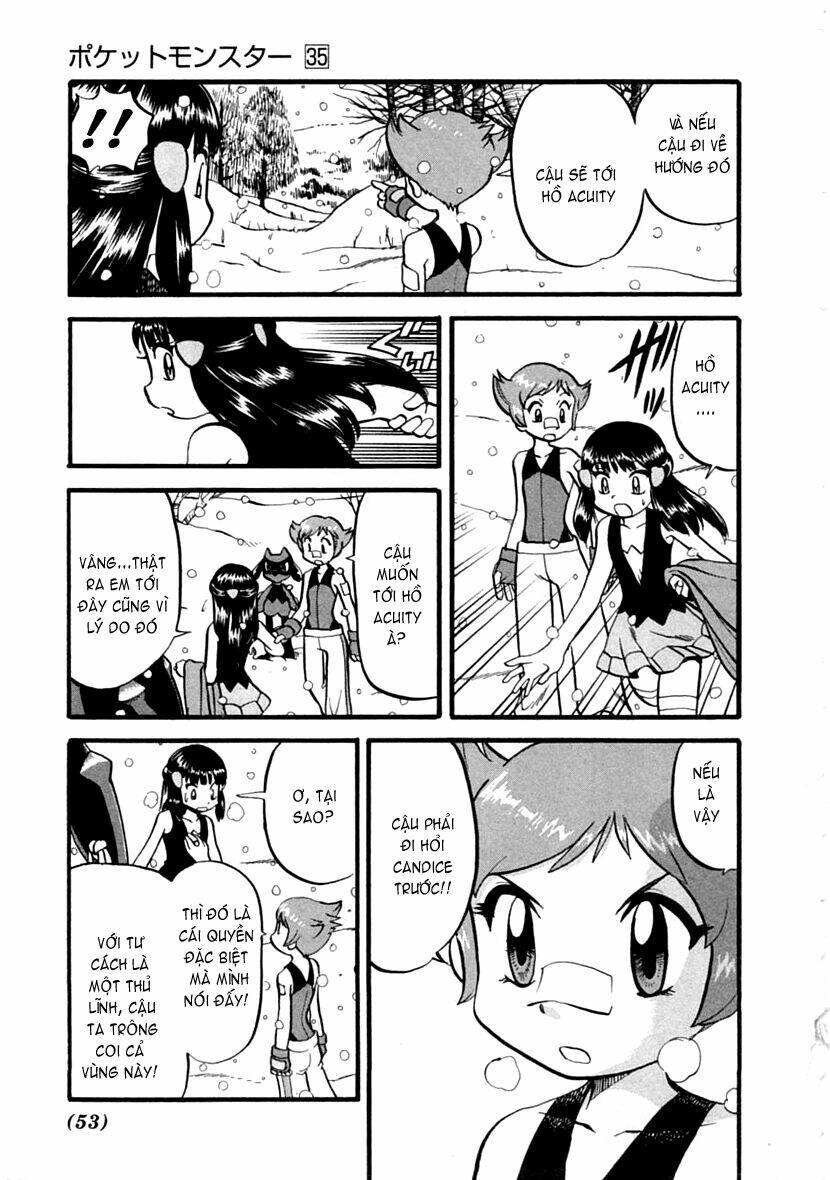 ポケットモンスター 35
VÀ NẾU
CẬU ĐI VỀ
HƯỚNG ĐÓ
CẬU SẼ TỚI
HỒ ACUITY
!!
HỒ
ACUITY
....
グイッ
CẬU
MUỐN
TỚI HỒ
ACUITY
À?
VÂNG...THẬT
RA EM TỚI
ĐÂY CŨNG VÌ
LÝ DO ĐÓ
NẾU
LÀ
VẬY
CẬU PHẢI
ĐI HỎI
CANDICE
TRƯỚC!!
Ơ, TẠI
SAO?
THÌ ĐÓ LÀ
CÁI QUYỀN
ĐẶC BIỆT
MÀ MÌNH
NÓI ĐẤY!
VỚI TƯ
CÁCH LÀ
MỘT THỦ
LĨNH, CẬU
TA TRÔNG
COI CẢ
VÙNG NÀY!
(53)